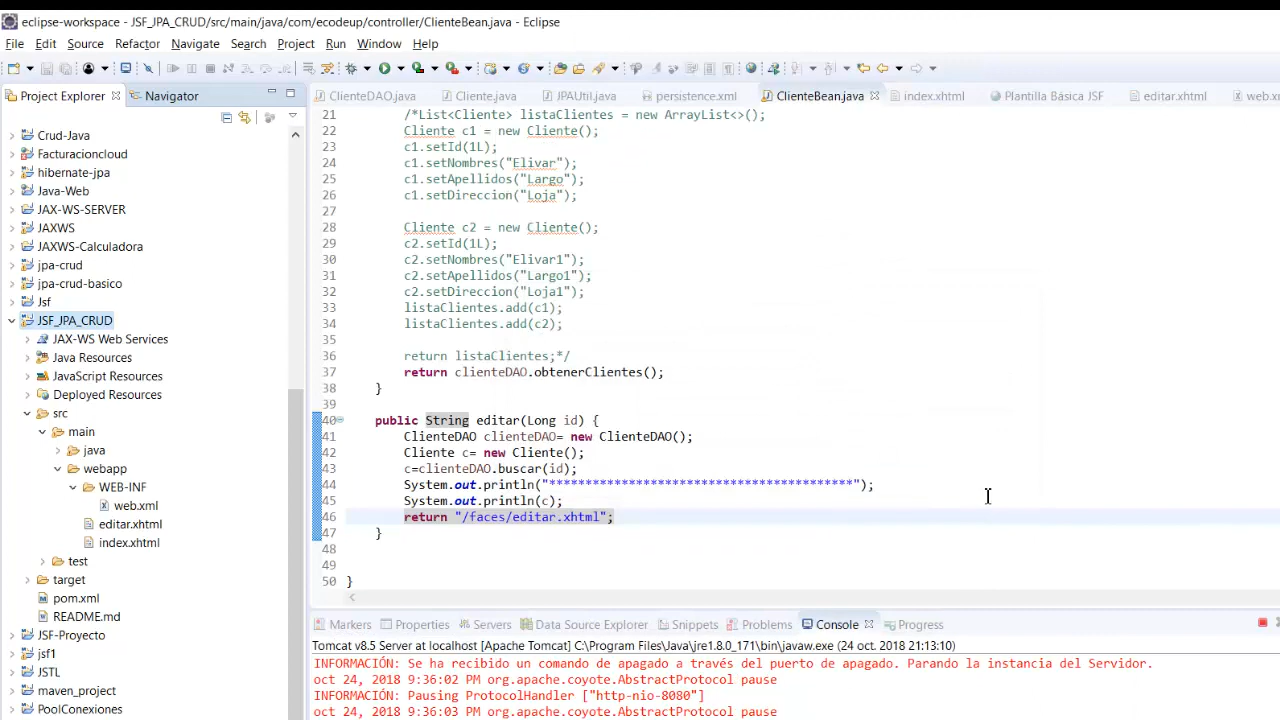 eclipse-workspace - JSF_JPA_CRUD/src/main/java/com/ecodeup/controller/ClienteBean.java - Eclipse
File Edit Source Refactor Navigate Search Project Run Window Help
Project Explorer Navigator
ClienteDAO.java Cliente.java JPAUtil.java persistence.xml ClienteBean.java index.xhtml Plantilla Básica JSF editar.xhtml web.xml
Crud-Java
Facturacioncloud
hibernate-jpa
Java-Web
JAX-WS-SERVER
JAXWS
JAXWS-Calculadora
jpa-crud
jpa-crud-basico
Jsf
JSF_JPA_CRUD
JAX-WS Web Services
Java Resources
JavaScript Resources
Deployed Resources
src
main
java
webapp
WEB-INF
web.xml
editar.xhtml
index.xhtml
test
target
pom.xml
README.md
JSF-Proyecto
jsf1
JSTL
maven_project
PoolConexiones
21 /*List<Cliente> listaClientes = new ArrayList<>();
22 Cliente c1 = new Cliente();
23 c1.setId(1L);
24 c1.setNombres("Elivar");
25 c1.setApellidos("Largo");
26 c1.setDireccion("Loja");
27
28 Cliente c2 = new Cliente();
29 c2.setId(1L);
30 c2.setNombres("Elivar1");
31 c2.setApellidos("Largo1");
32 c2.setDireccion("Loja1");
33 listaClientes.add(c1);
34 listaClientes.add(c2);
35
36 return listaClientes;*/
37 return clienteDAO.obtenerClientes();
38 }
39
40 public String editar(Long id) {
41 ClienteDAO clienteDAO= new ClienteDAO();
42 Cliente c= new Cliente();
43 c=clienteDAO.buscar(id);
44 System.out.println("******************************************");
45 System.out.println(c);
46 return "/faces/editar.xhtml";
47 }
48
49
50 }
Markers Properties Servers Data Source Explorer Snippets Problems Console Progress
Tomcat v8.5 Server at localhost [Apache Tomcat] C:\Program Files\Java\jre1.8.0_171\bin\javaw.exe (24 oct. 2018 21:13:10)
INFORMACIÓN: Se ha recibido un comando de apagado a través del puerto de apagado. Parando la instancia del Servidor.
oct 24, 2018 9:36:02 PM org.apache.coyote.AbstractProtocol pause
INFORMACIÓN: Pausing ProtocolHandler ["http-nio-8080"]
oct 24, 2018 9:36:03 PM org.apache.coyote.AbstractProtocol pause